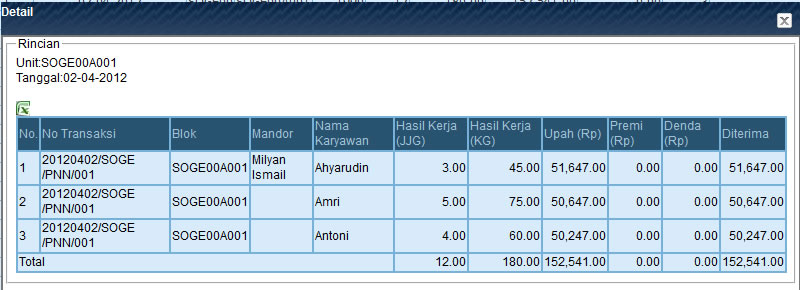 Detail
Rincian
Unit:SOGE00A001
Tanggal:02-04-2012
No. No Transaksi Blok Mandor Nama Karyawan Hasil Kerja (JJG) Hasil Kerja (KG) Upah (Rp) Premi (Rp) Denda (Rp) Diterima
1 20120402/SOGE/PNN/001 SOGE00A001 Milyan Ismail Ahyarudin 3.00 45.00 51,647.00 0.00 0.00 51,647.00
2 20120402/SOGE/PNN/001 SOGE00A001 Amri 5.00 75.00 50,647.00 0.00 0.00 50,647.00
3 20120402/SOGE/PNN/001 SOGE00A001 Antoni 4.00 60.00 50,247.00 0.00 0.00 50,247.00
Total 12.00 180.00 152,541.00 0.00 0.00 152,541.00